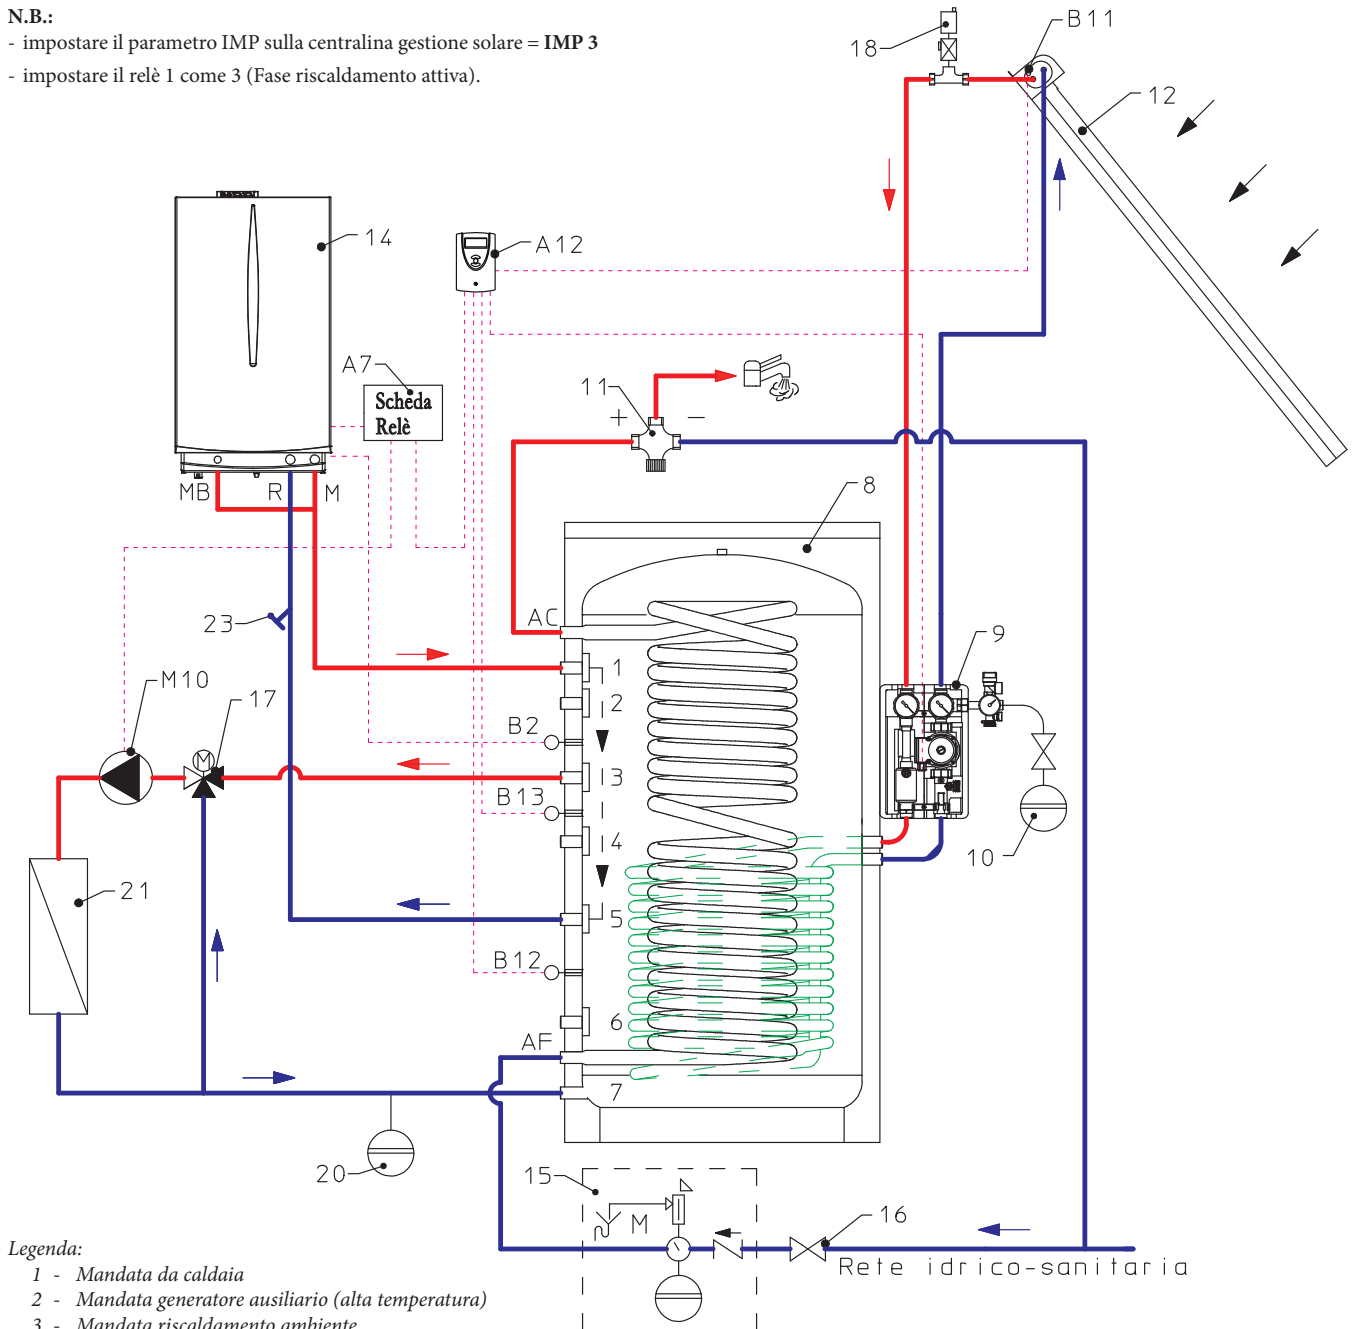 N.B.:
- impostare il parametro IMP sulla centralina gestione solare = IMP 3
- impostare il relè 1 come 3 (Fase riscaldamento attiva).
18
B11
12
14
A12
A7
Scheda
Relè
11
+
−
MB
R
M
8
AC
23
1
9
M10
17
2
B2
M
3
B13
4
10
21
5
B12
6
AF
7
20
15
M
16
Rete idrico-sanitaria
Legenda:
1 - Mandata da caldaia
2 - Mandata generatore ausiliario (alta temperatura)
3 - Mandata riscaldamento ambiente